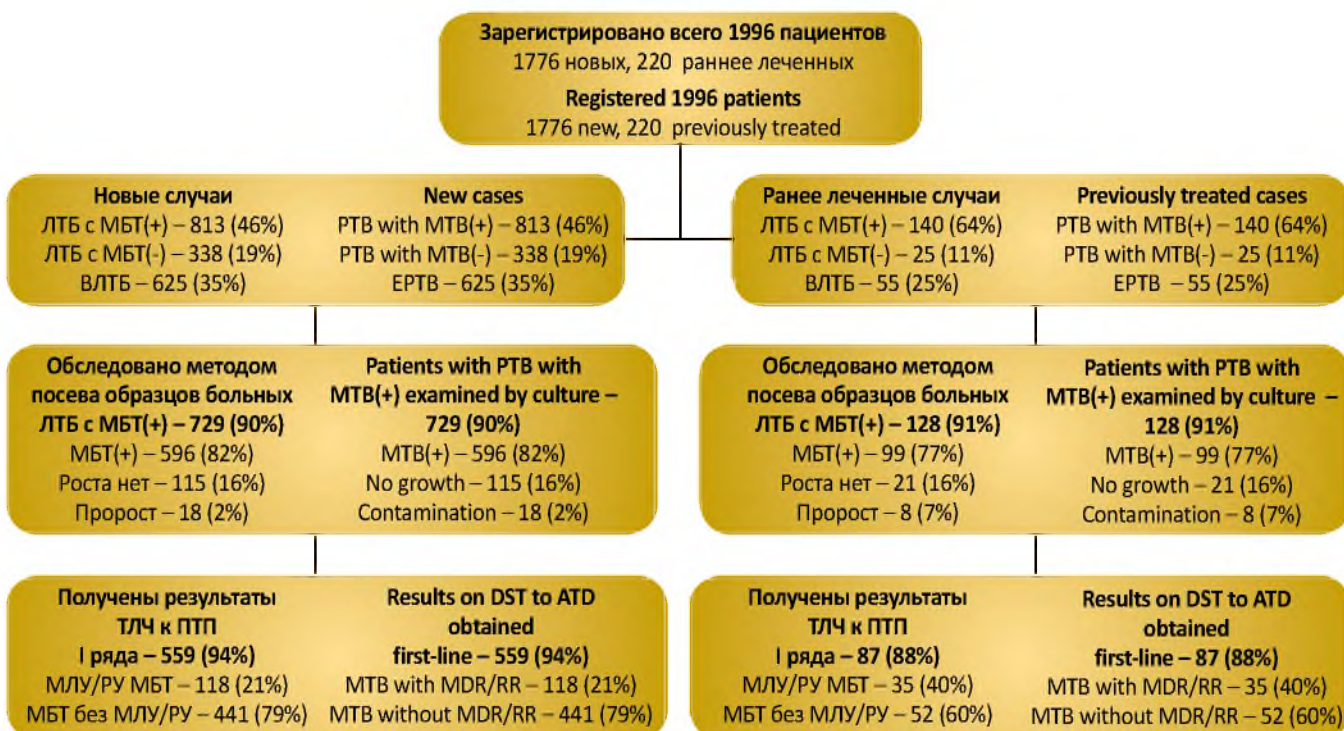 Зарегистрировано всего 1996 пациентов
1776 новых, 220 раннее леченных
Registered 1996 patients
1776 new, 220 previously treated
Новые случаи
ЛТБ с МБТ(+) – 813 (46%)
ЛТБ с МБТ(-) – 338 (19%)
ВЛТБ – 625 (35%)
New cases
PTB with MTB(+) – 813 (46%)
PTB with MTB(-) – 338 (19%)
EPTB – 625 (35%)
Ранее леченные случаи
ЛТБ с МБТ(+) – 140 (64%)
ЛТБ с МБТ(-) – 25 (11%)
ВЛТБ – 55 (25%)
Previously treated cases
PTB with MTB(+) – 140 (64%)
PTB with MTB(-) – 25 (11%)
EPTB – 55 (25%)
Обследовано методом
посева образцов больных
ЛТБ с МБТ(+) – 729 (90%)
МБТ(+) – 596 (82%)
Роста нет – 115 (16%)
Пророст – 18 (2%)
Patients with PTB with
MTB(+) examined by culture –
729 (90%)
MTB(+) – 596 (82%)
No growth – 115 (16%)
Contamination – 18 (2%)
Обследовано методом
посева образцов больных
ЛТБ с МБТ(+) – 128 (91%)
МБТ(+) – 99 (77%)
Роста нет – 21 (16%)
Пророст – 8 (7%)
Patients with PTB with
MTB(+) examined by culture –
128 (91%)
MTB(+) – 99 (77%)
No growth – 21 (16%)
Contamination – 8 (7%)
Получены результаты
ТЛЧ к ПТП
I ряда – 559 (94%)
МЛУ/РУ МБТ – 118 (21%)
МБТ без МЛУ/РУ – 441 (79%)
Results on DST to ATD
obtained
first-line – 559 (94%)
MTB with MDR/RR – 118 (21%)
MTB without MDR/RR – 441 (79%)
Получены результаты
ТЛЧ к ПТП
I ряда – 87 (88%)
МЛУ/РУ МБТ – 35 (40%)
МБТ без МЛУ/РУ – 52 (60%)
Results on DST to ATD
obtained
first-line – 87 (88%)
MTB with MDR/RR – 35 (40%)
MTB without MDR/RR – 52 (60%)